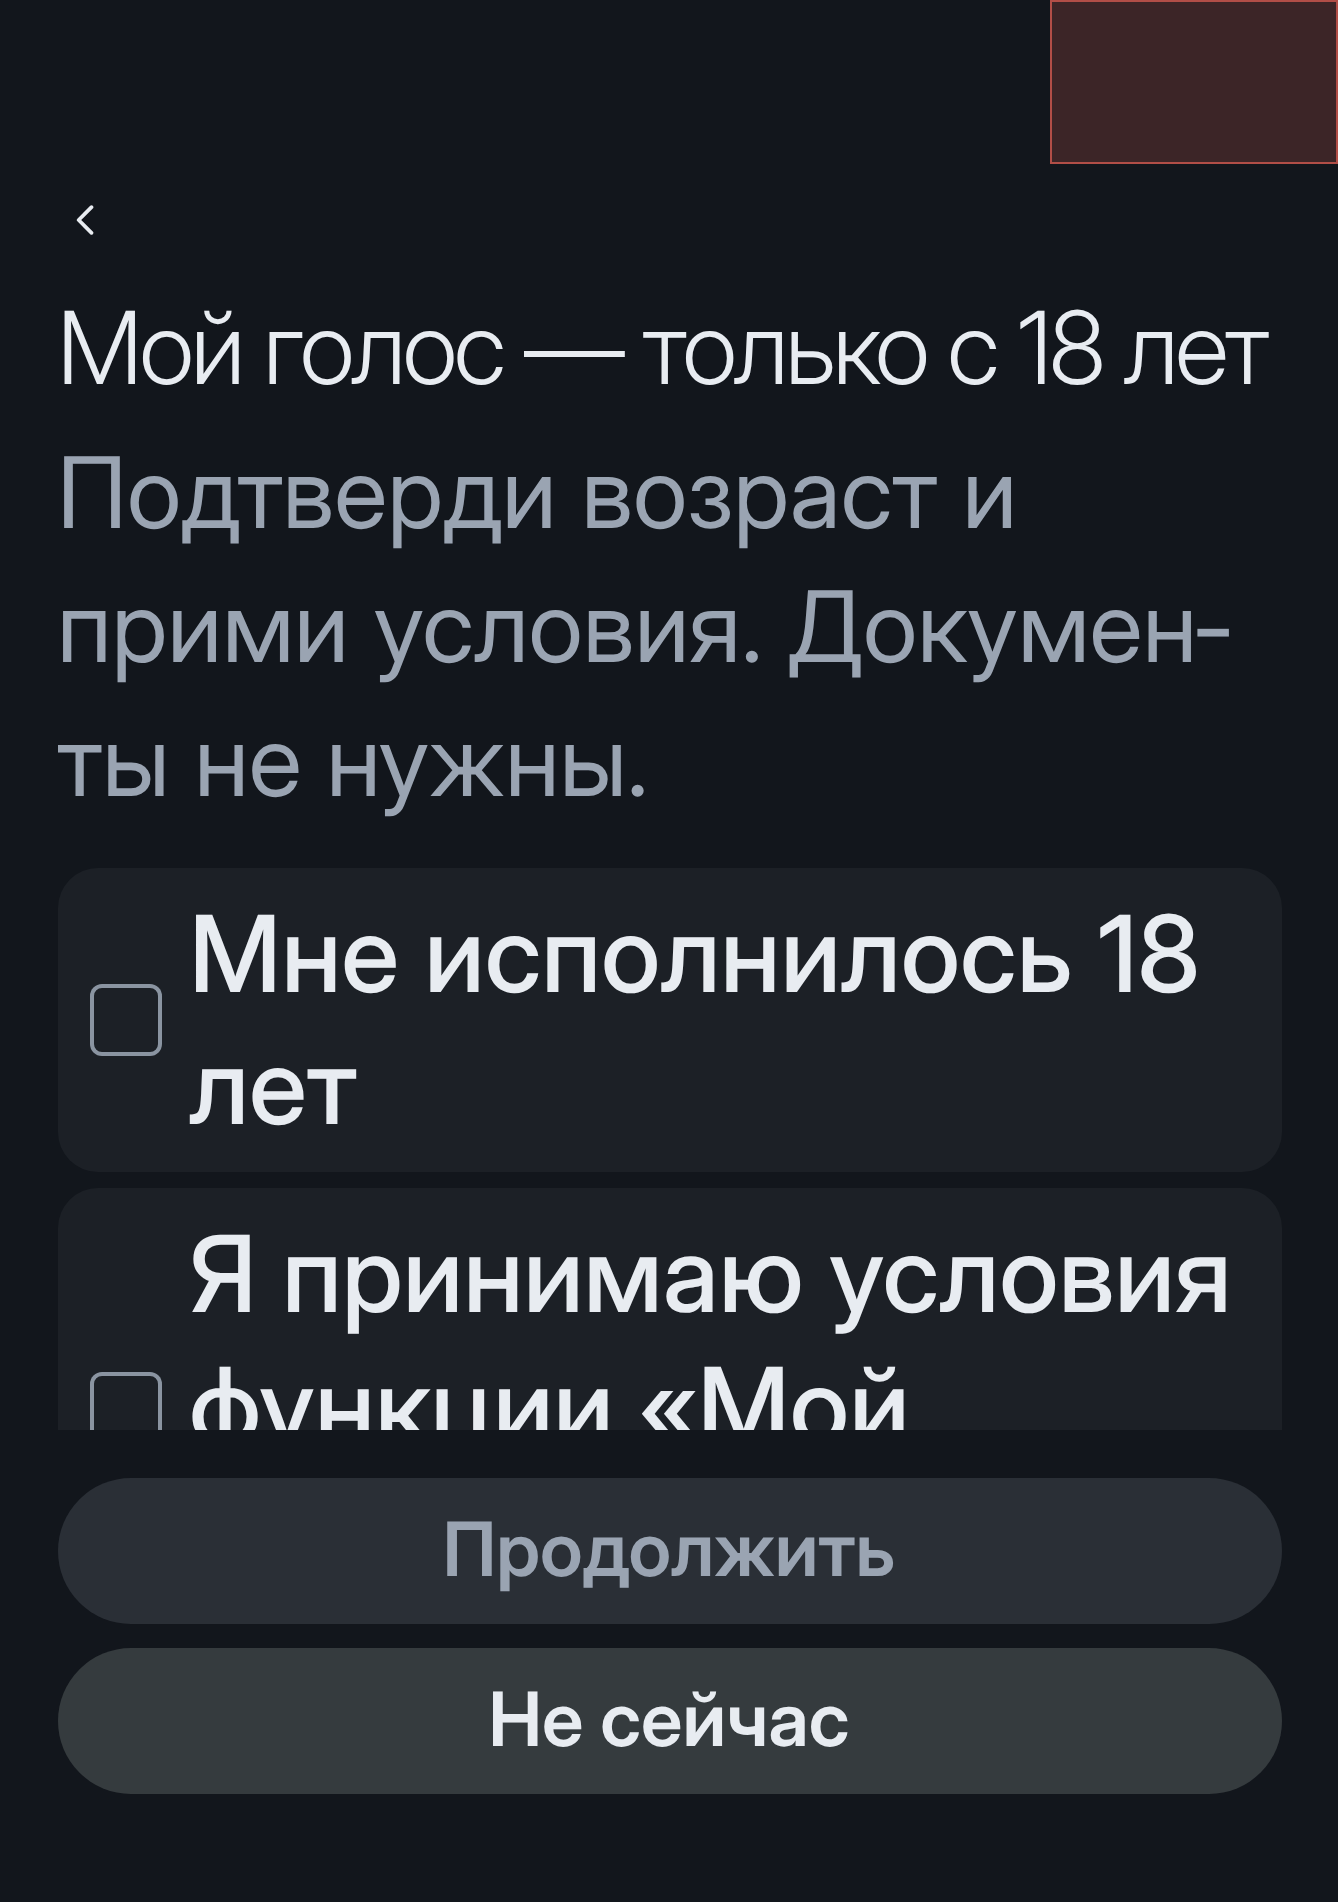 Мой голос — только с 18 лет
Подтверди возраст и
прими условия. Докумен-
ты не нужны.
Мне исполнилось 18
лет
Я принимаю условия
функции «Мой
Продолжить
Не сейчас